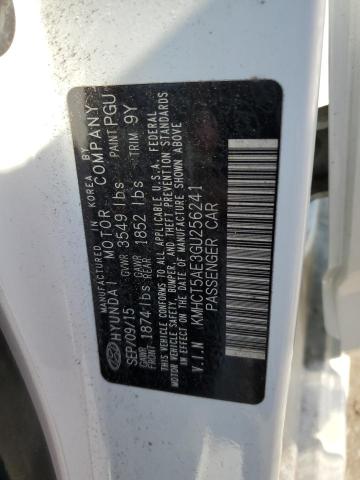 MANUFACTURED IN KOREA BY
HYUNDAI MOTOR COMPANY
SEP/09/15 GVWR 3549 lbs PAINT PGU
GAWR FRONT 1874 lbs GAWR REAR 1852 lbs TRIM 9Y
THIS VEHICLE CONFORMS TO ALL APPLICABLE U.S.A. FEDERAL
MOTOR VEHICLE SAFETY, BUMPER, AND THEFT PREVENTION STANDARDS
IN EFFECT ON THE DATE OF MANUFACTURE SHOWN ABOVE
V.I.N KMHCT5AE3GU256241
PASSENGER CAR